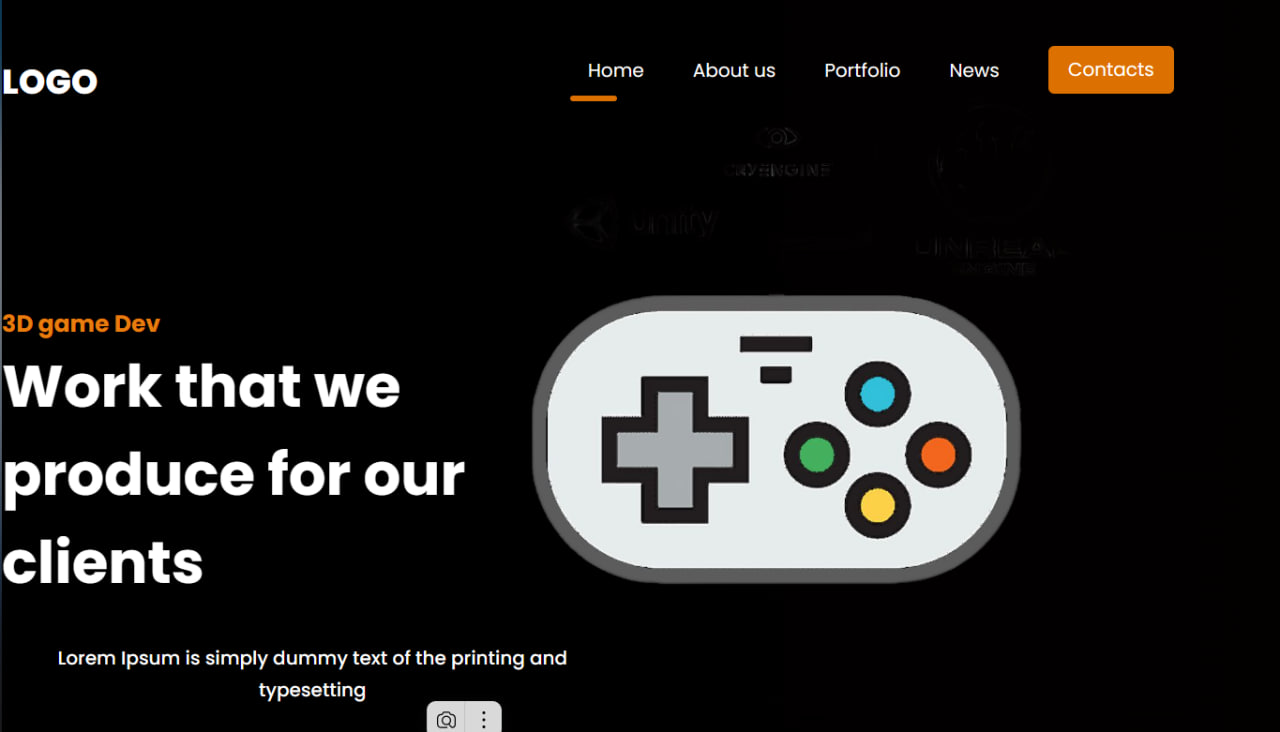 LOGO
Home About us Portfolio News Contacts
CRYENGINE
unity
UNREAL
ENGINE
3D game Dev
Work that we
produce for our
clients
Lorem Ipsum is simply dummy text of the printing and
typesetting